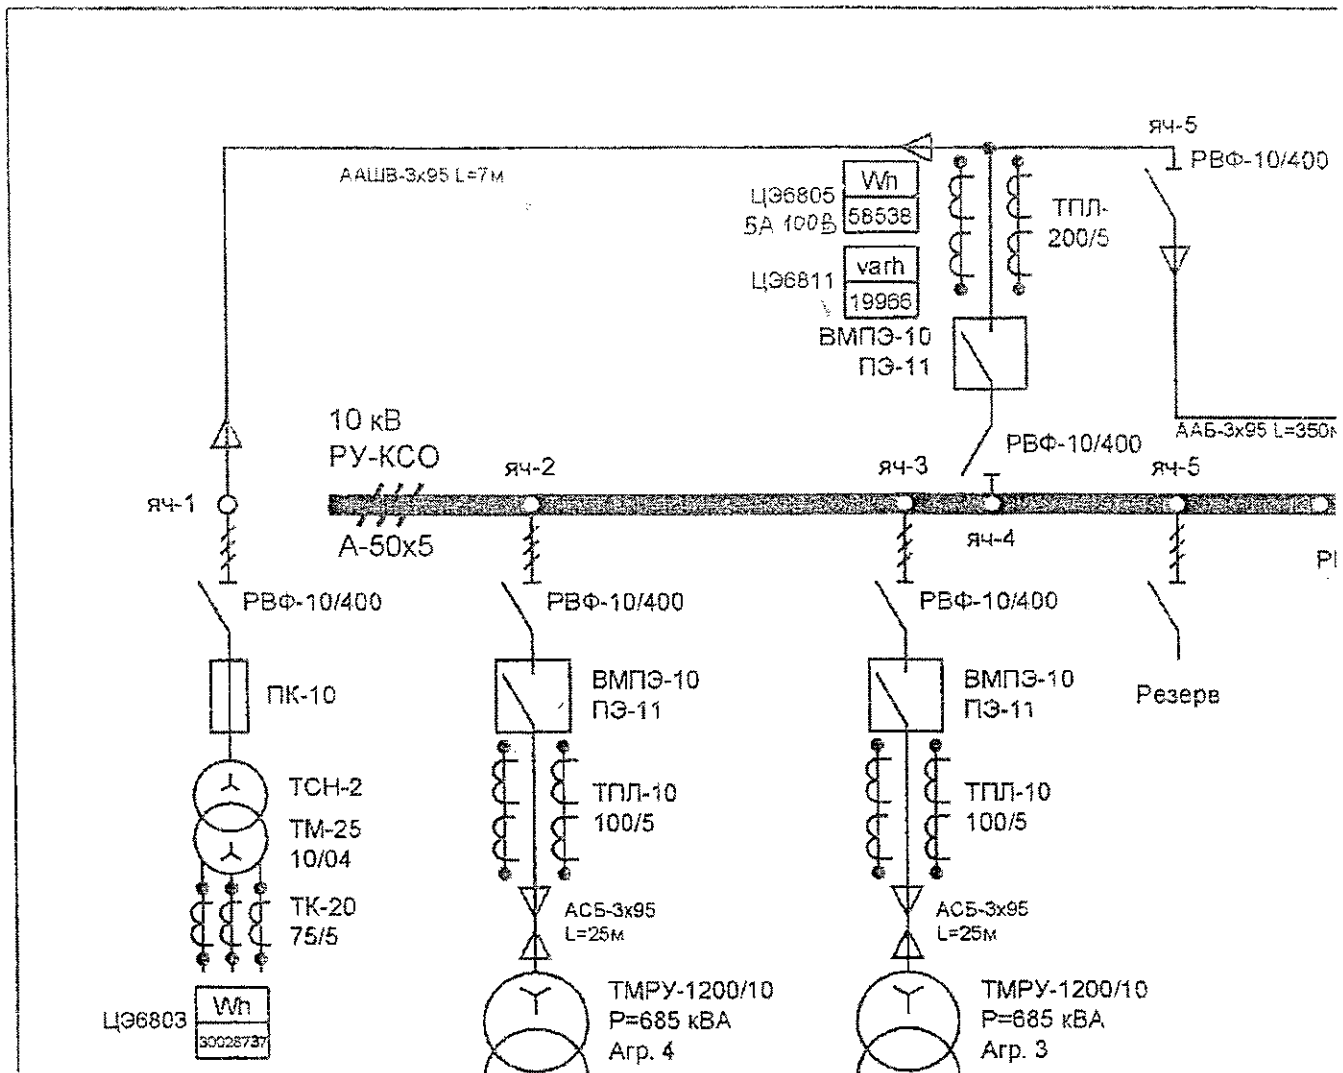 яч-5
РВФ-10/400
ААШВ-3х95 L=7м
ЦЭ6805
5А 100В
Wh
58538
ТПЛ-
200/5
ЦЭ6811
varh
19966
ВМПЭ-10
ПЭ-11
10 кВ
РУ-КСО
РВФ-10/400
ААБ-3х95 L=350м
яч-1
яч-2
яч-3
яч-5
А-50х5
яч-4
РВФ-10/400
РВФ-10/400
РВФ-10/400
ПК-10
ВМПЭ-10
ПЭ-11
ВМПЭ-10
ПЭ-11
Резерв
ТСН-2
ТМ-25
10/04
ТПЛ-10
100/5
ТПЛ-10
100/5
ТК-20
75/5
АСБ-3х95
L=25м
АСБ-3х95
L=25м
ЦЭ6803
Wh
30028737
ТМРУ-1200/10
Р=685 кВА
Агр. 4
ТМРУ-1200/10
Р=685 кВА
Агр. 3